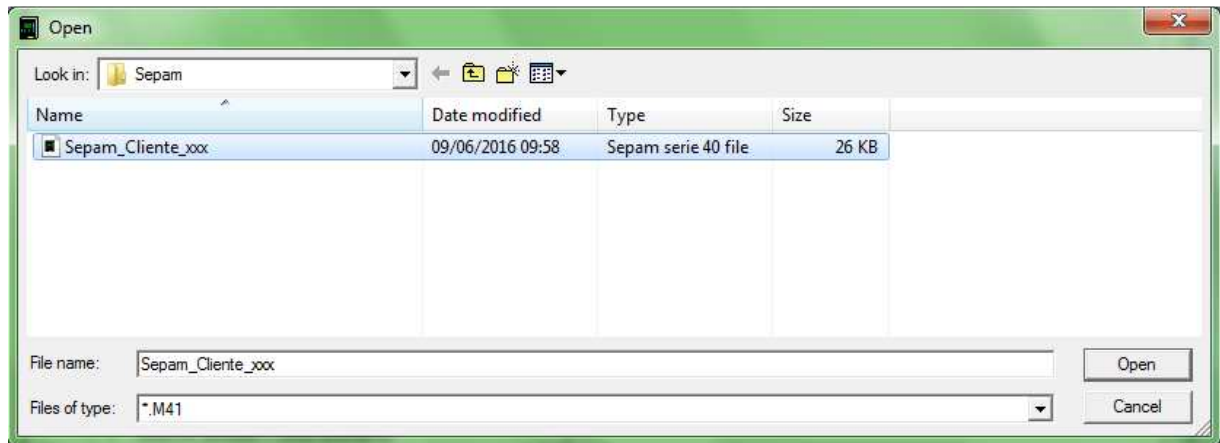 Open
Look in: Sepam
Name Date modified Type Size
Sepam_Cliente_xxx 09/06/2016 09:58 Sepam serie 40 file 26 KB
File name: Sepam_Cliente_xxx Open
Files of type: *.M41 Cancel